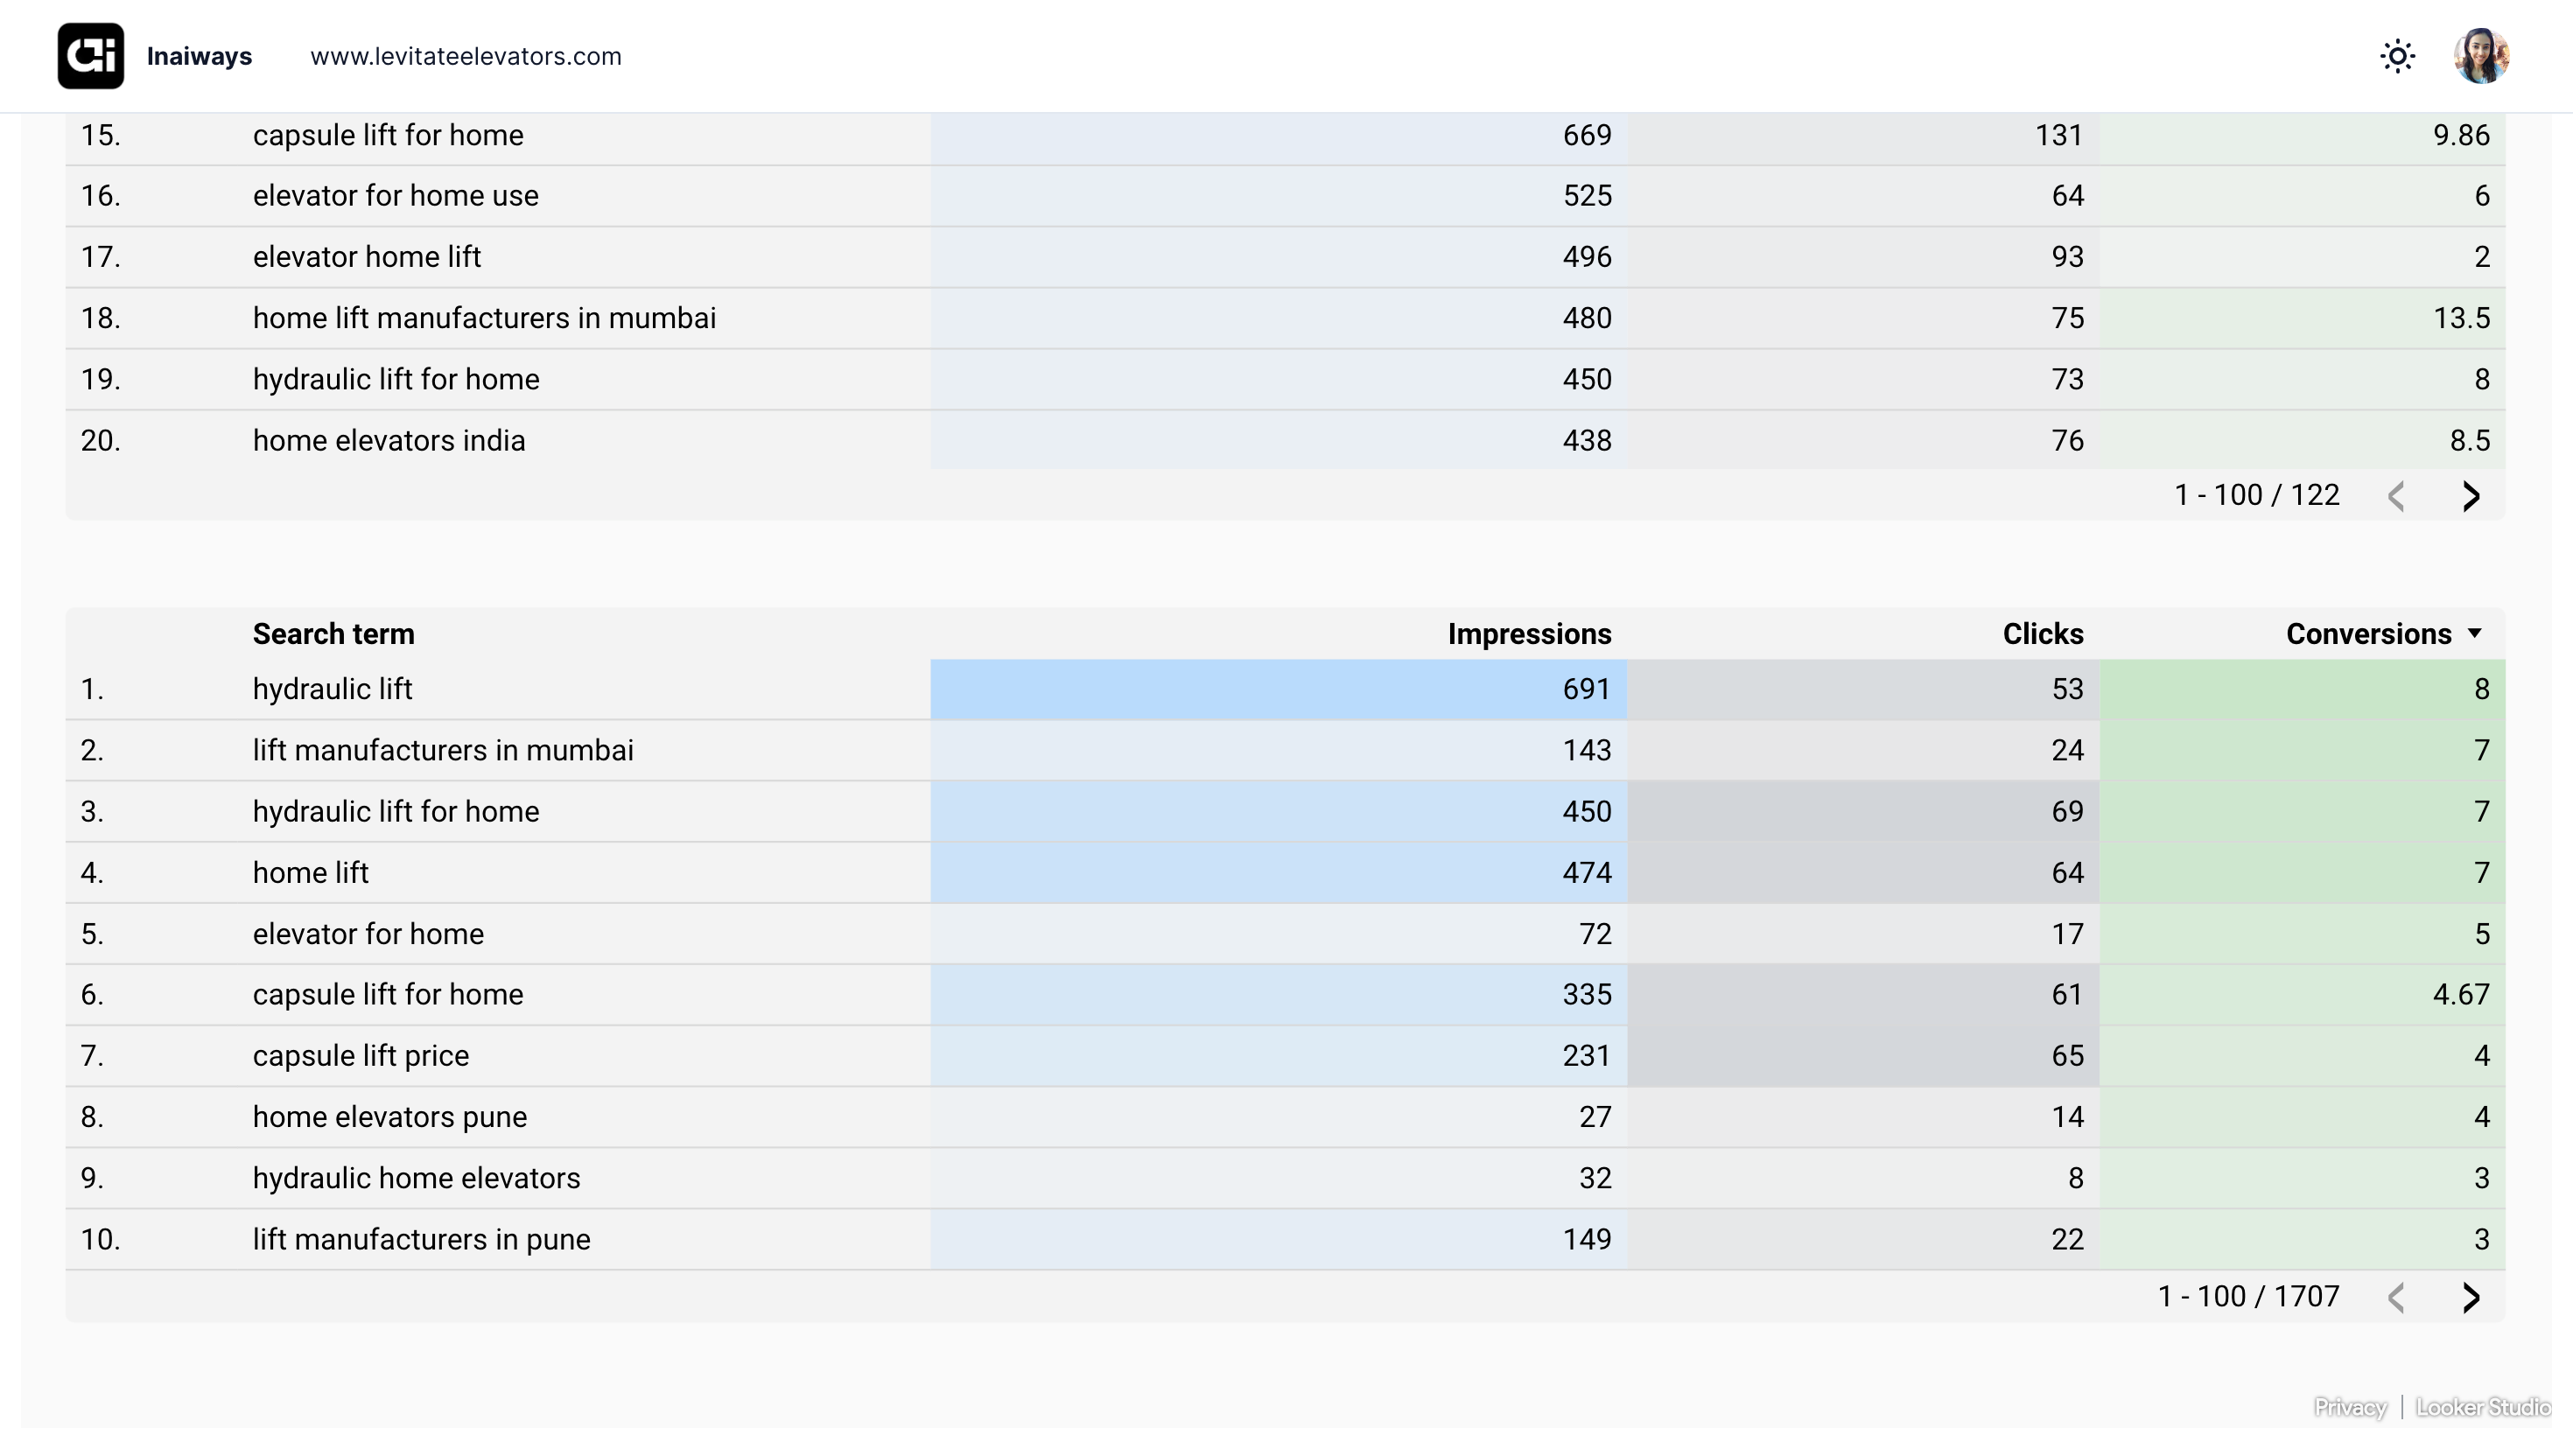 ai Inaiways www.levitateelevators.com
15. capsule lift for home 669 131 9.86
16. elevator for home use 525 64 6
17. elevator home lift 496 93 2
18. home lift manufacturers in mumbai 480 75 13.5
19. hydraulic lift for home 450 73 8
20. home elevators india 438 76 8.5
1 - 100 / 122
Search term Impressions Clicks Conversions
1. hydraulic lift 691 53 8
2. lift manufacturers in mumbai 143 24 7
3. hydraulic lift for home 450 69 7
4. home lift 474 64 7
5. elevator for home 72 17 5
6. capsule lift for home 335 61 4.67
7. capsule lift price 231 65 4
8. home elevators pune 27 14 4
9. hydraulic home elevators 32 8 3
10. lift manufacturers in pune 149 22 3
1 - 100 / 1707
Privacy | Looker Studio